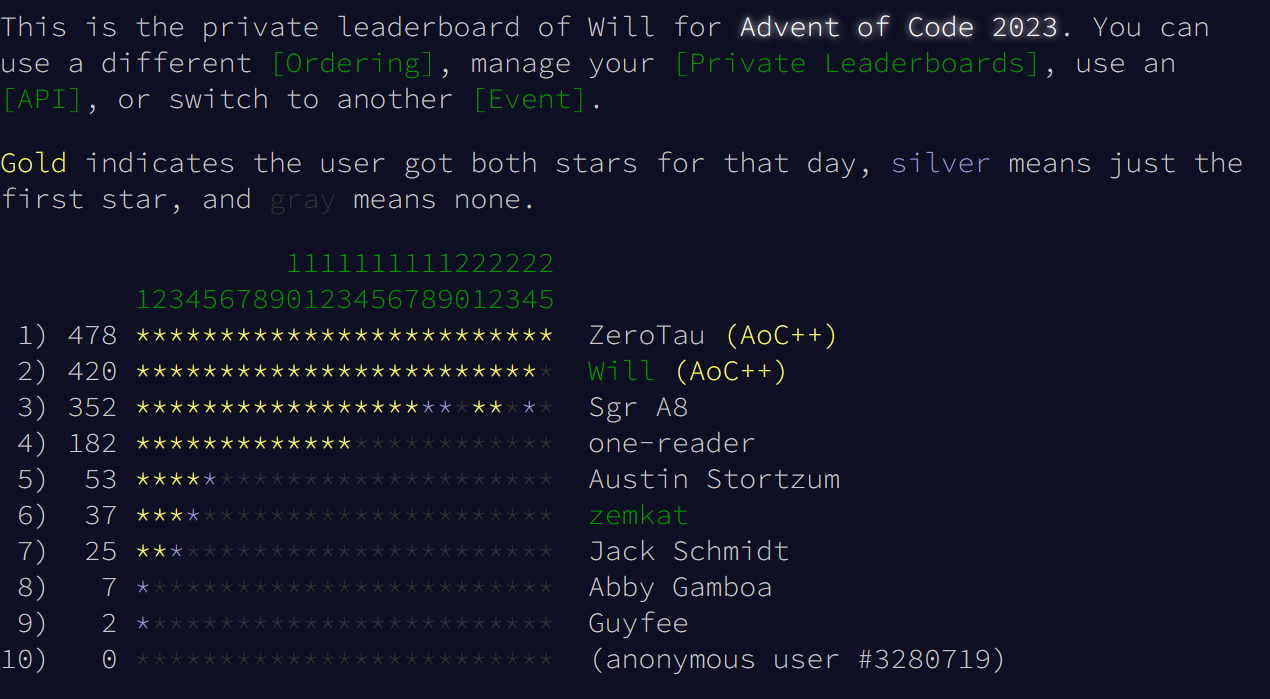 This is the private leaderboard of Will for Advent of Code 2023. You can
use a different [Ordering], manage your [Private Leaderboards], use an
[API], or switch to another [Event].
Gold indicates the user got both stars for that day, silver means just the
first star, and gray means none.
1111111111222222
1234567890123456789012345
1) 478 ************************* ZeroTau (AoC++)
2) 420 ************************* Will (AoC++)
3) 352 ************************* Sgr A8
4) 182 ************************* one-reader
5) 53 ************************* Austin Stortzum
6) 37 ************************* zemkat
7) 25 ************************* Jack Schmidt
8) 7 ************************* Abby Gamboa
9) 2 ************************* Guyfee
10) 0 ************************* (anonymous user #3280719)